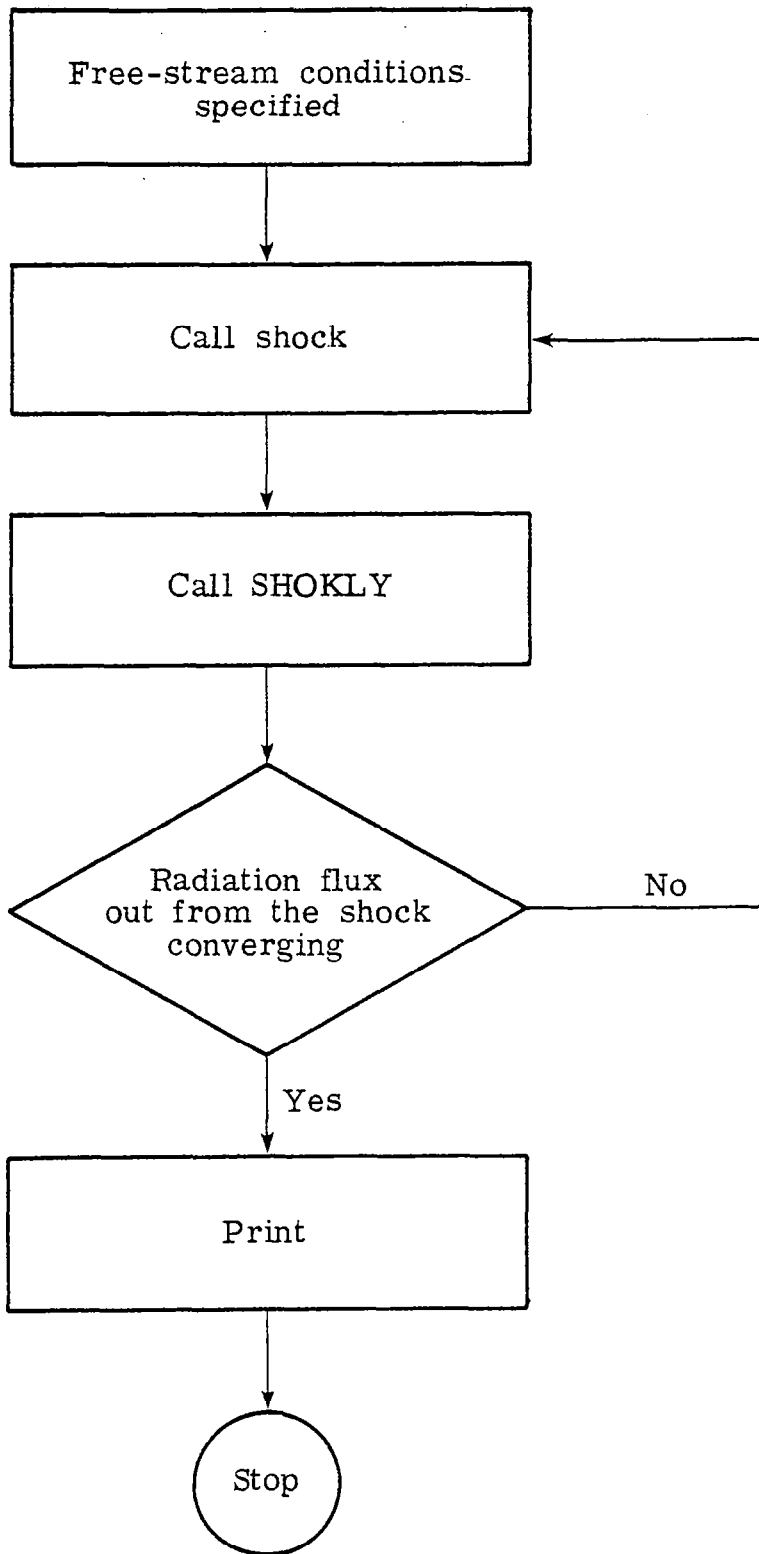 Free-stream conditions
specified
Call shock
Call SHOKLY
Radiation flux
out from the shock
converging
No
Yes
Print
Stop